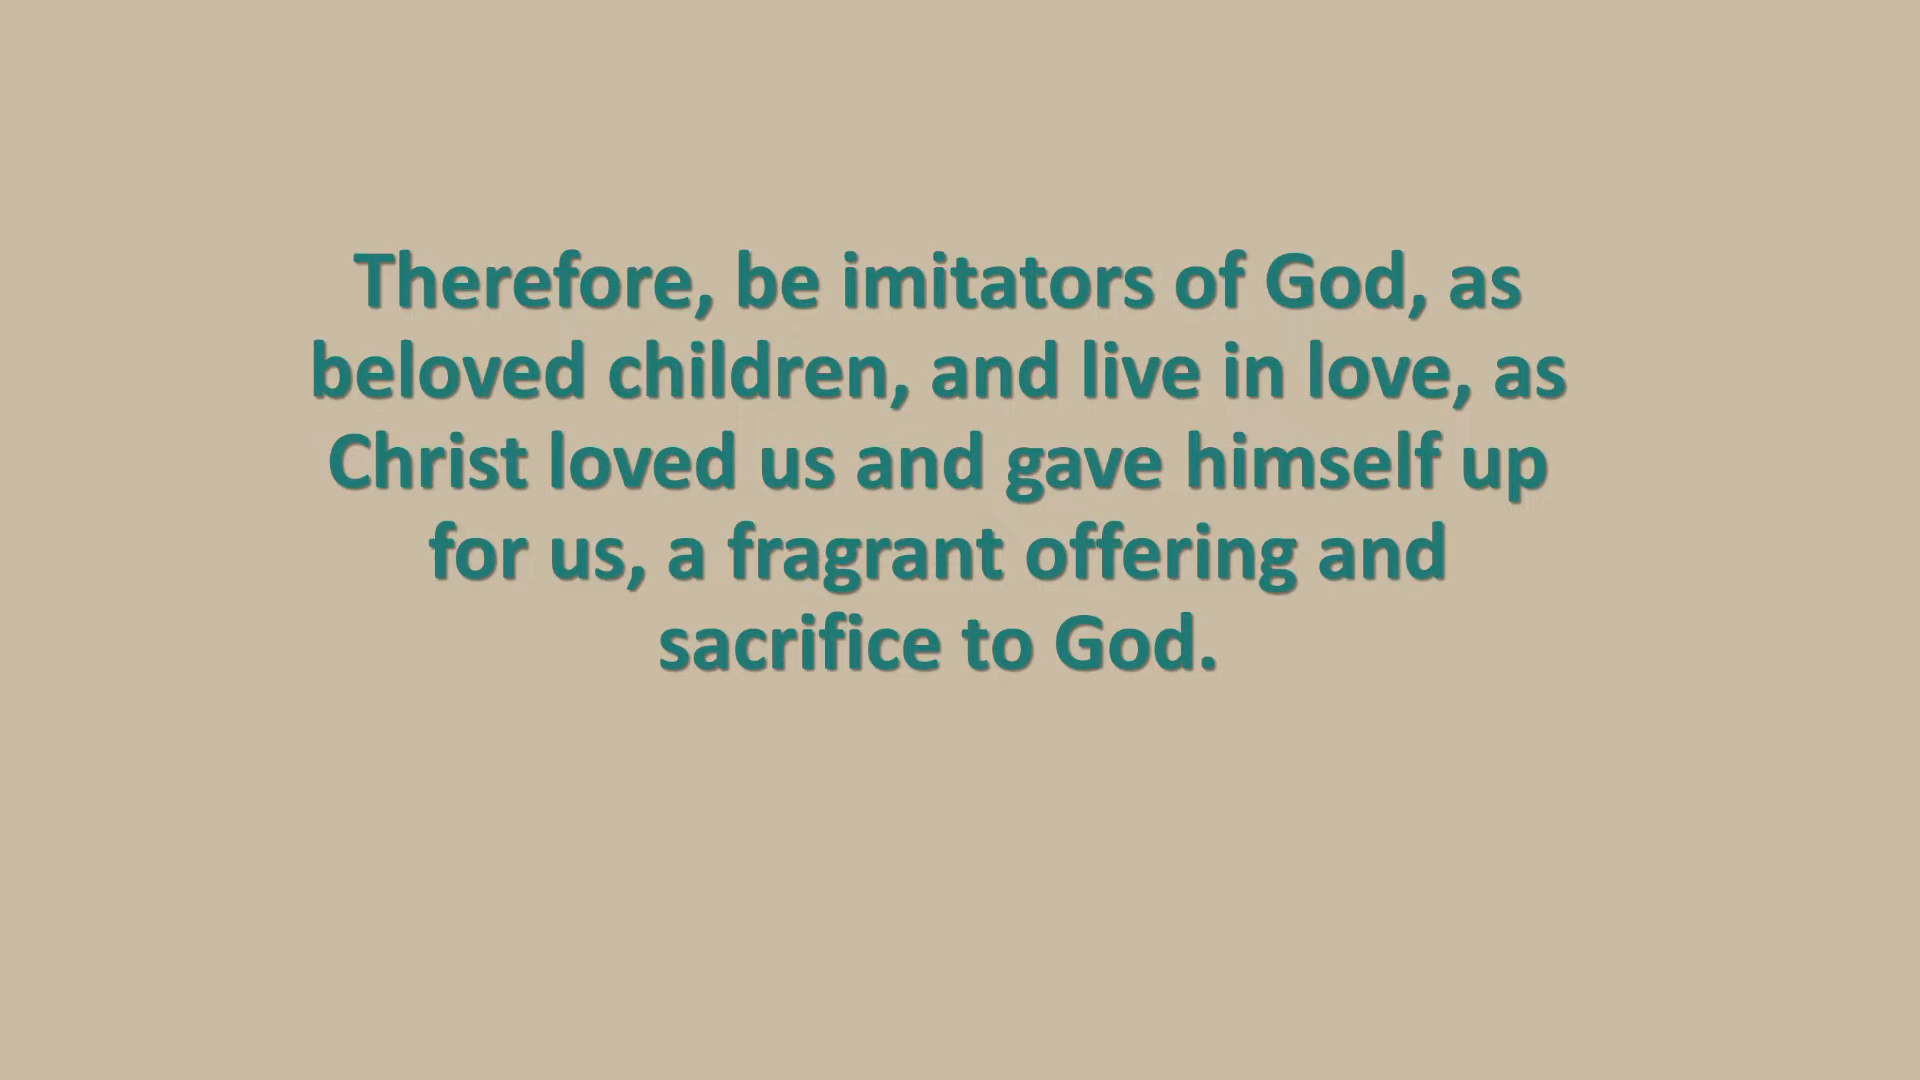 Therefore, be imitators of God, as
beloved children, and live in love, as
Christ loved us and gave himself up
for us, a fragrant offering and
sacrifice to God.